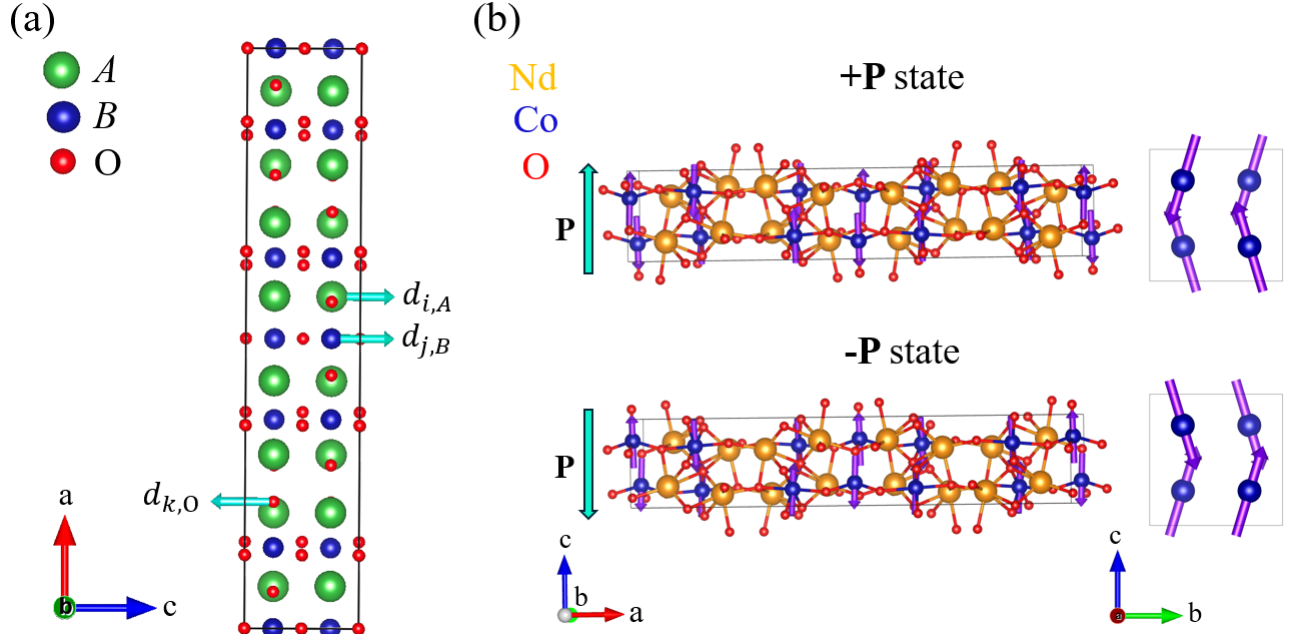 (a)
A
B
O
d_{i,A}
d_{j,B}
d_{k,O}
a
b
c
(b)
Nd
Co
O
+P state
P
-P state
P
c
b
a
c
a
b